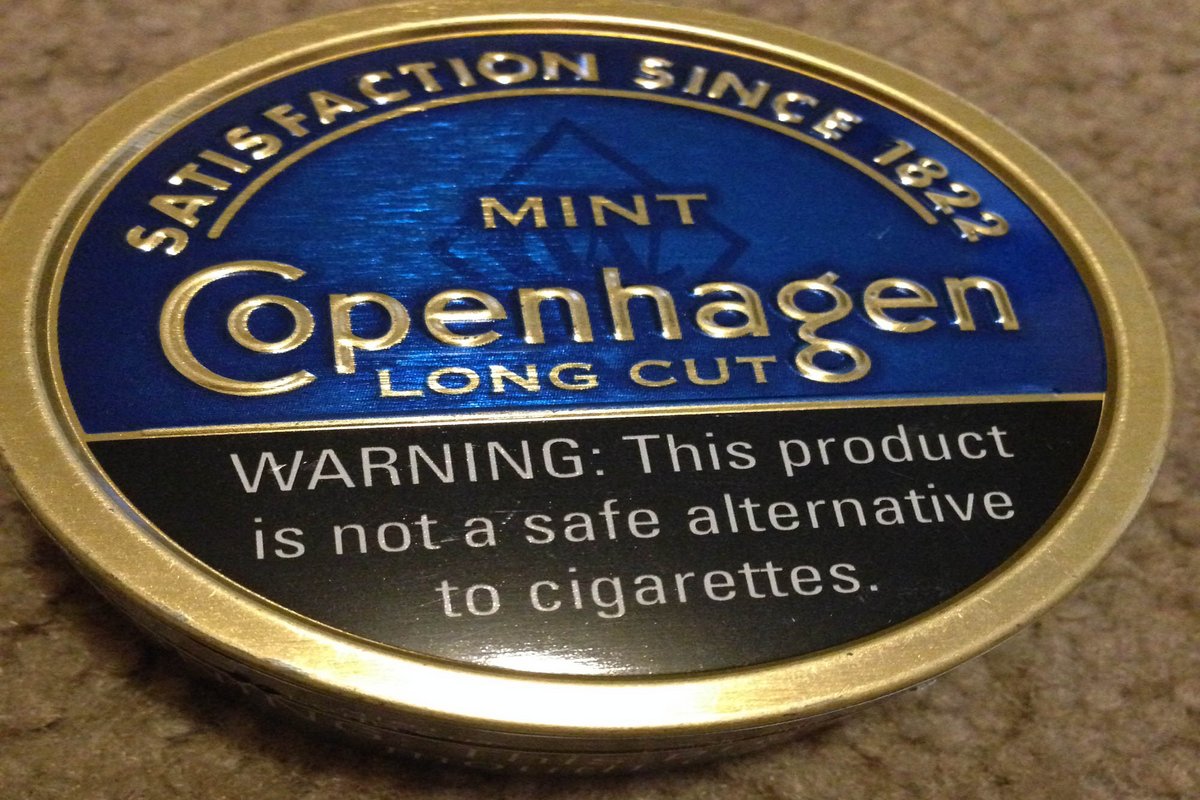 SATISFACTION SINCE 1822
MINT
Copenhagen
LONG CUT
WARNING: This product
is not a safe alternative
to cigarettes.